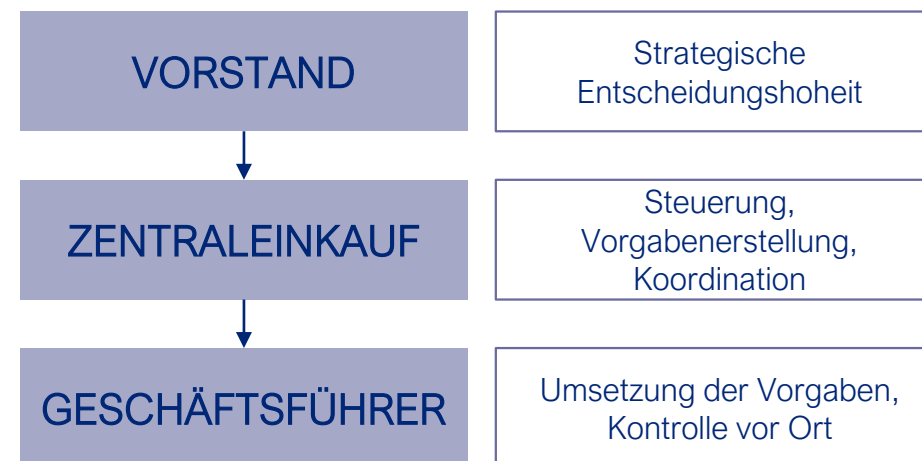 VORSTAND
Strategische
Entscheidungshoheit
ZENTRALEINKAUF
Steuerung,
Vorgabenerstellung,
Koordination
GESCHÄFTSFÜHRER
Umsetzung der Vorgaben,
Kontrolle vor Ort